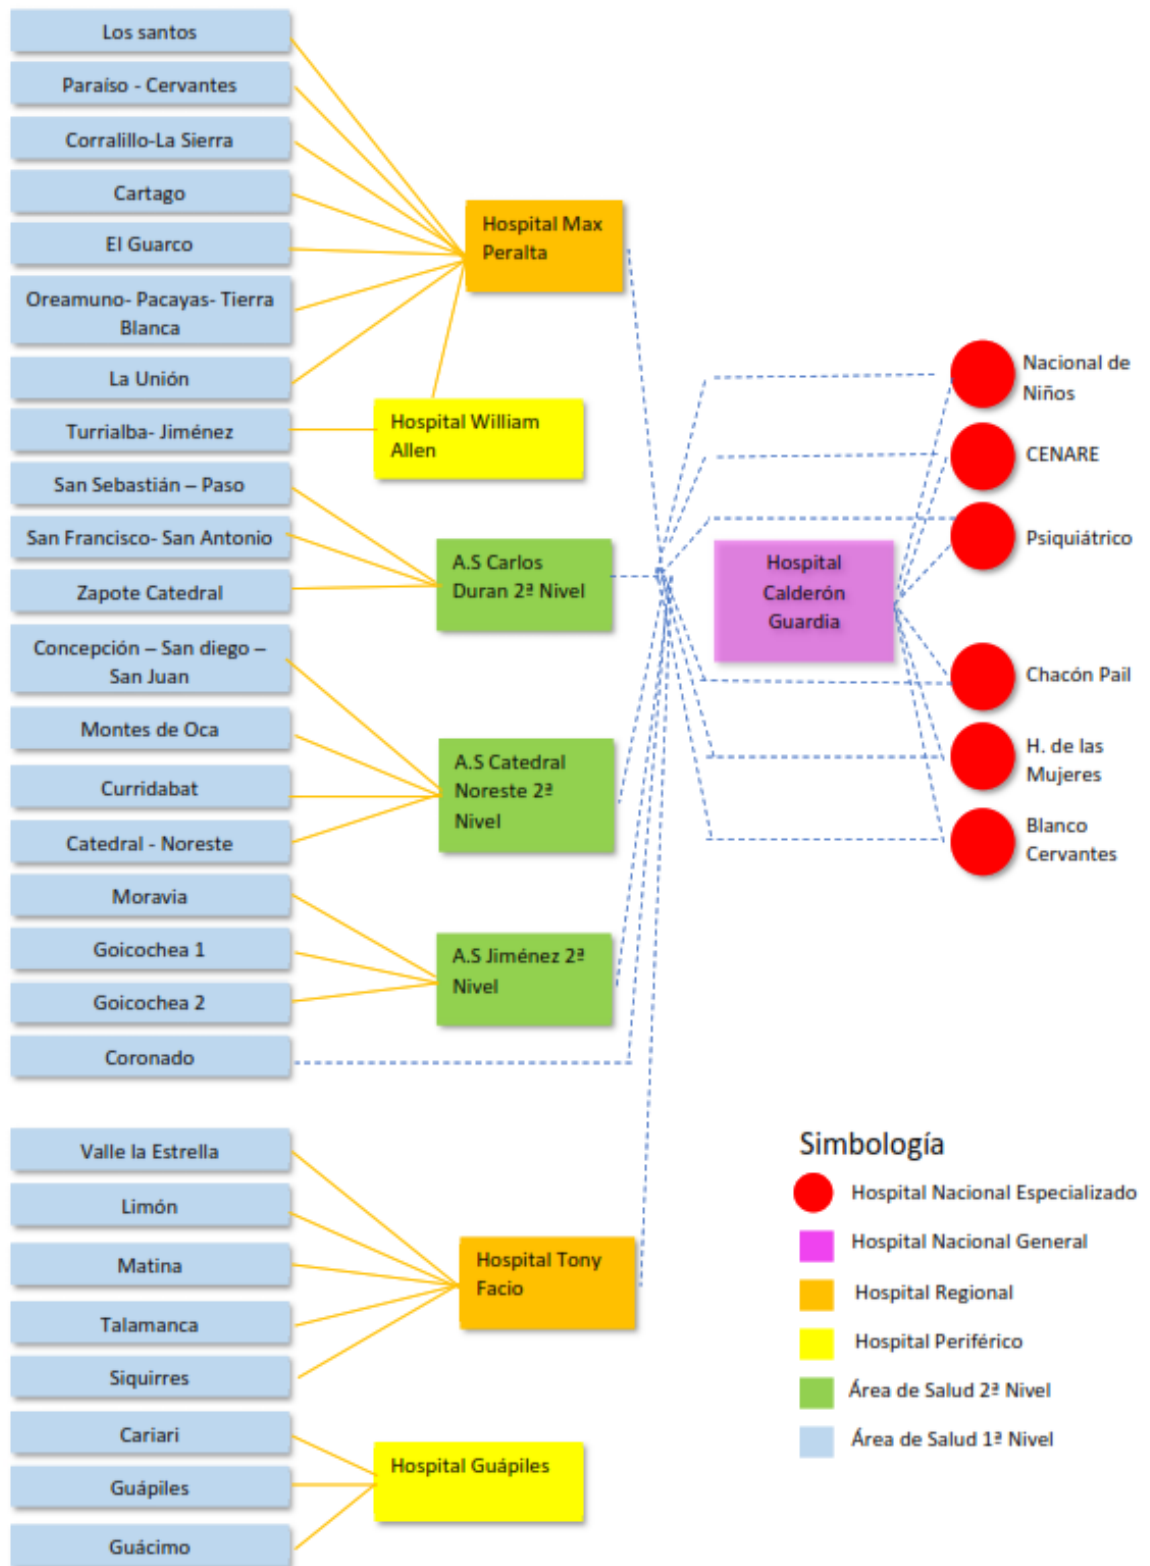 Los santos
Paraíso - Cervantes
Corralillo-La Sierra
Cartago
El Guarco
Oreamuno- Pacayas- Tierra
Blanca
La Unión
Turrialba- Jiménez
San Sebastián – Paso
San Francisco- San Antonio
Zapote Catedral
Concepción – San diego –
San Juan
Montes de Oca
Curridabat
Catedral - Noreste
Moravia
Goicochea 1
Goicochea 2
Coronado
Valle la Estrella
Limón
Matina
Talamanca
Siquirres
Cariari
Guápiles
Guácimo
Hospital Max
Peralta
Hospital William
Allen
A.S Carlos
Duran 2ª Nivel
A.S Catedral
Noreste 2ª
Nivel
A.S Jiménez 2ª
Nivel
Hospital Tony
Facio
Hospital Guápiles
Hospital
Calderón
Guardia
Nacional de
Niños
CENARE
Psiquiátrico
Chacón Pail
H. de las
Mujeres
Blanco
Cervantes
Simbología
Hospital Nacional Especializado
Hospital Nacional General
Hospital Regional
Hospital Periférico
Área de Salud 2ª Nivel
Área de Salud 1ª Nivel